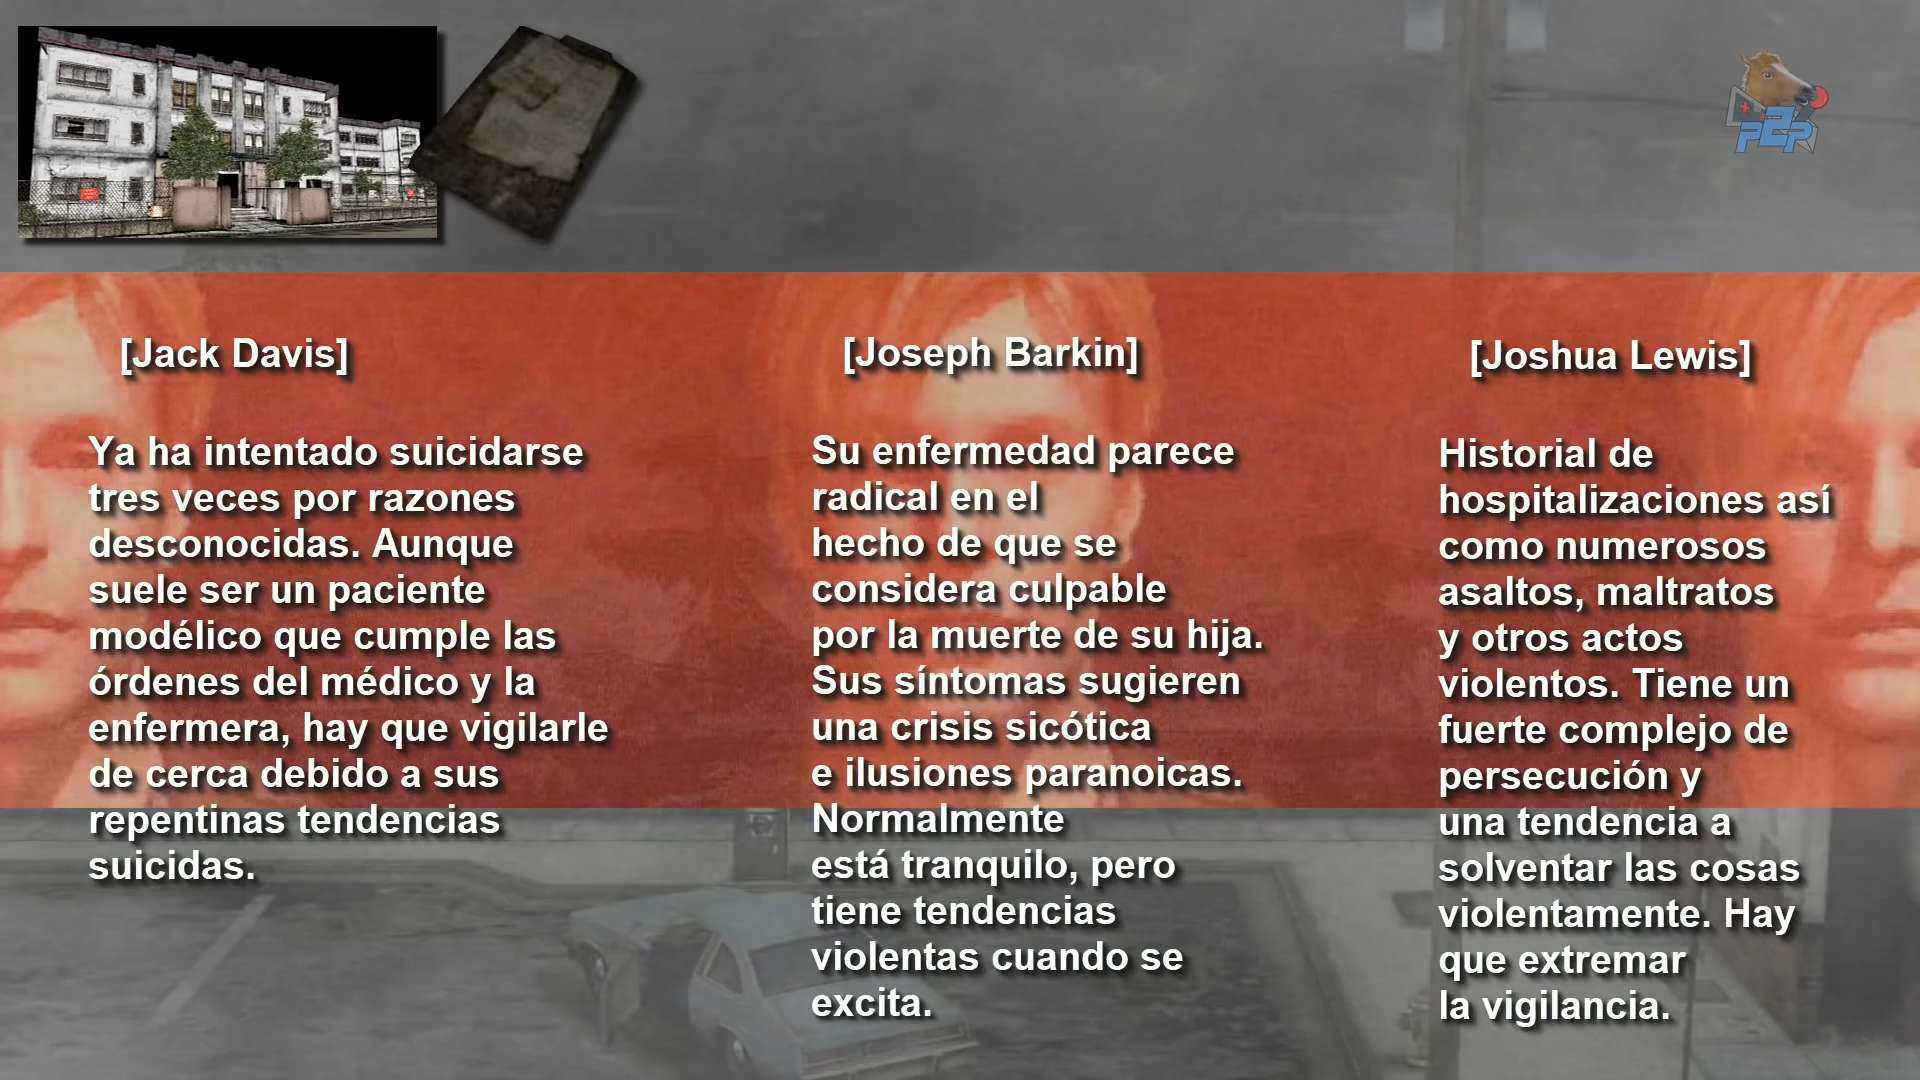 [Jack Davis]
Ya ha intentado suicidarse
tres veces por razones
desconocidas. Aunque
suele ser un paciente
modélico que cumple las
órdenes del médico y la
enfermera, hay que vigilarle
de cerca debido a sus
repentinas tendencias
suicidas.
[Joseph Barkin]
Su enfermedad parece
radical en el
hecho de que se
considera culpable
por la muerte de su hija.
Sus síntomas sugieren
una crisis sicótica
e ilusiones paranoicas.
Normalmente
está tranquilo, pero
tiene tendencias
violentas cuando se
excita.
[Joshua Lewis]
Historial de
hospitalizaciones así
como numerosos
asaltos, maltratos
y otros actos
violentos. Tiene un
fuerte complejo de
persecución y
una tendencia a
solventar las cosas
violentamente. Hay
que extremar
la vigilancia.